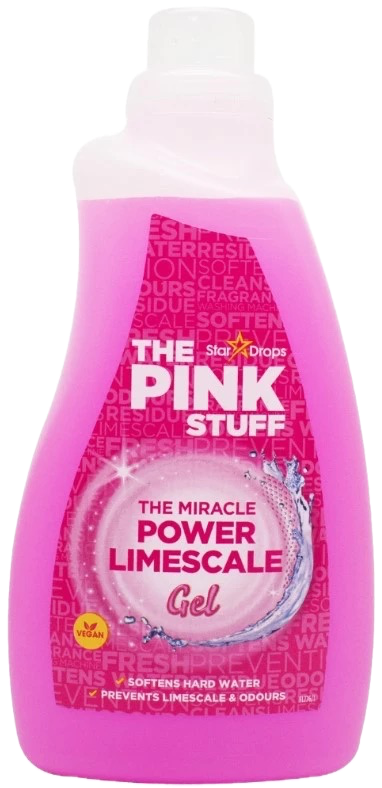 Star Drops
THE
PINK
STUFF
THE MIRACLE
POWER
LIMESCALE
Gel
VEGAN
SOFTENS HARD WATER
PREVENTS LIMESCALE & ODOURS